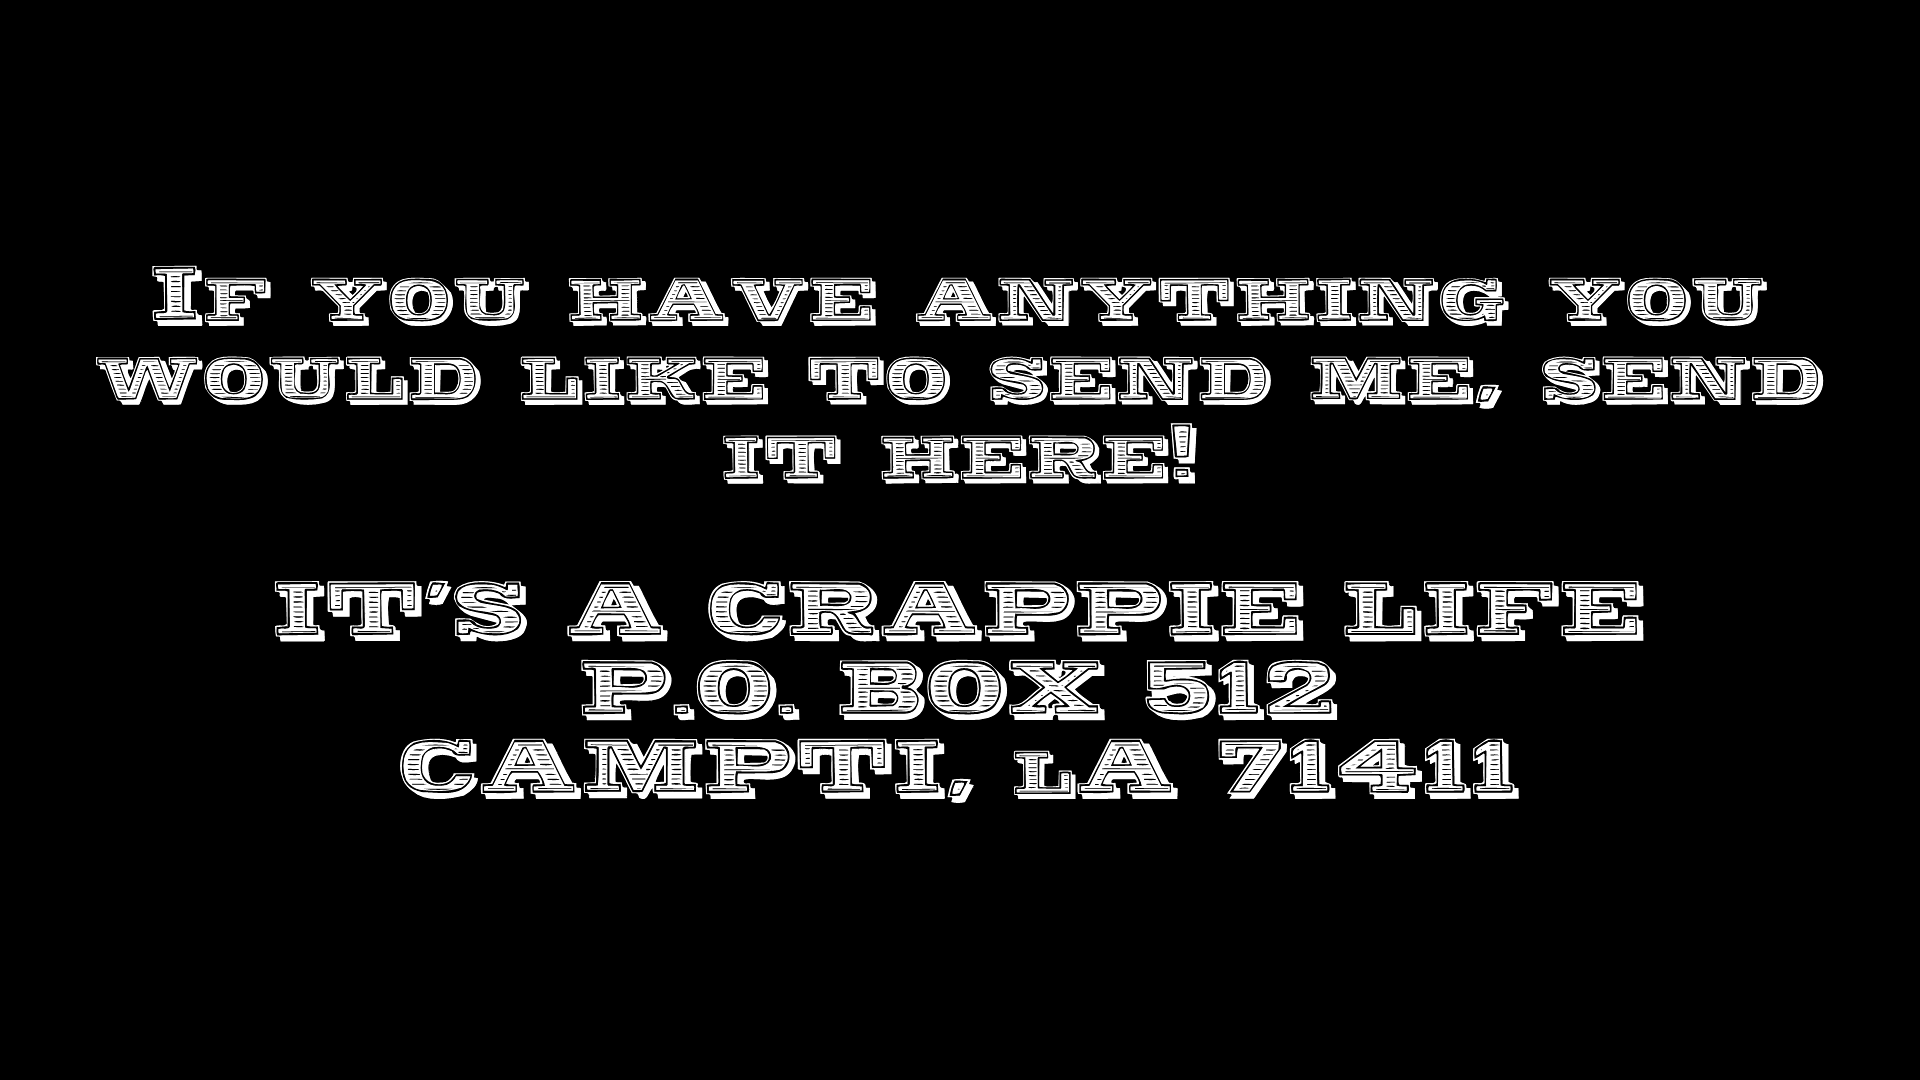 If you have anything you
would like to send me, send
it here!
IT'S A CRAPPIE LIFE
P.O. BOX 512
CAMPTI, lA 71411